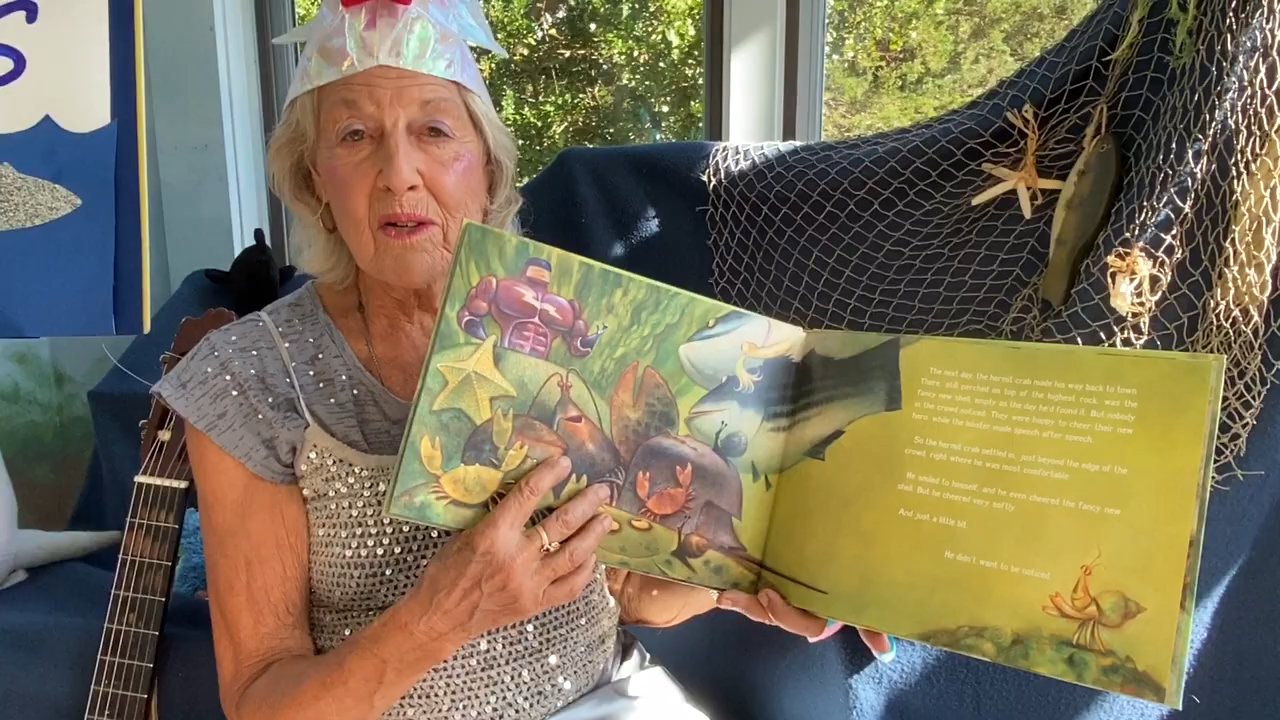 S
The next day, the hermit crab made his way back to town.
There, still perched on top of the highest rock, was the
fancy new shell, empty as the day he'd found it. But nobody
in the crowd noticed. They were happy to cheer their new
hero, while the lobster made speech after speech.
So the hermit crab settled in, just beyond the edge of the
crowd, right where he was most comfortable.
He smiled to himself, and he even cheered the fancy new
shell. But he cheered very softly.
And just a little bit.
He didn't want to be noticed.